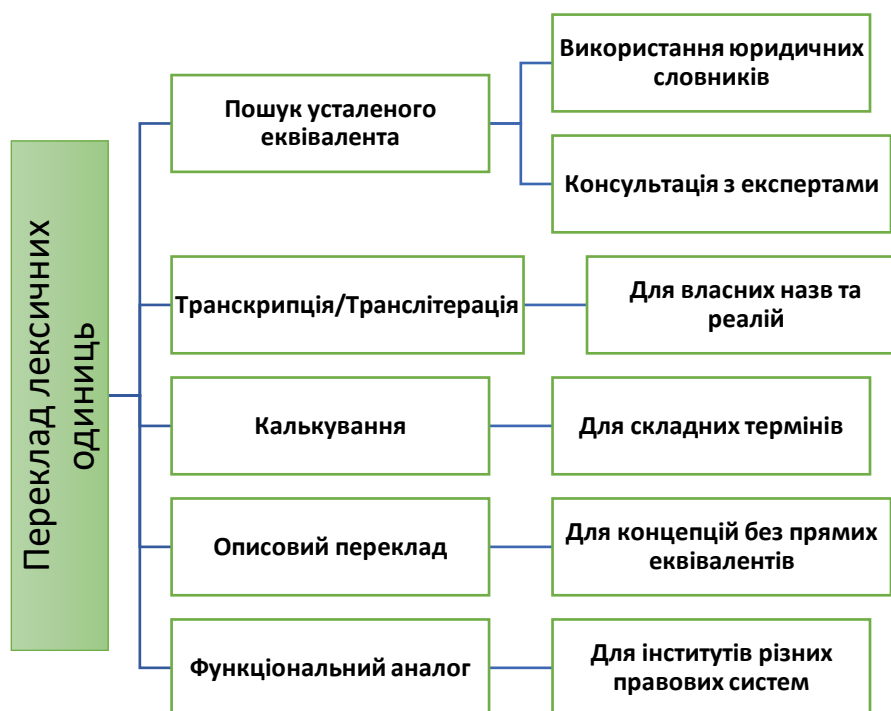 Переклад лексичних
одиниць
Пошук усталеного
еквівалента
Використання юридичних
словників
Консультація з експертами
Транскрипція/Транслітерація
Для власних назв та
реалій
Калькування
Для складних термінів
Описовий переклад
Для концепцій без прямих
еквівалентів
Функціональний аналог
Для інститутів різних
правових систем